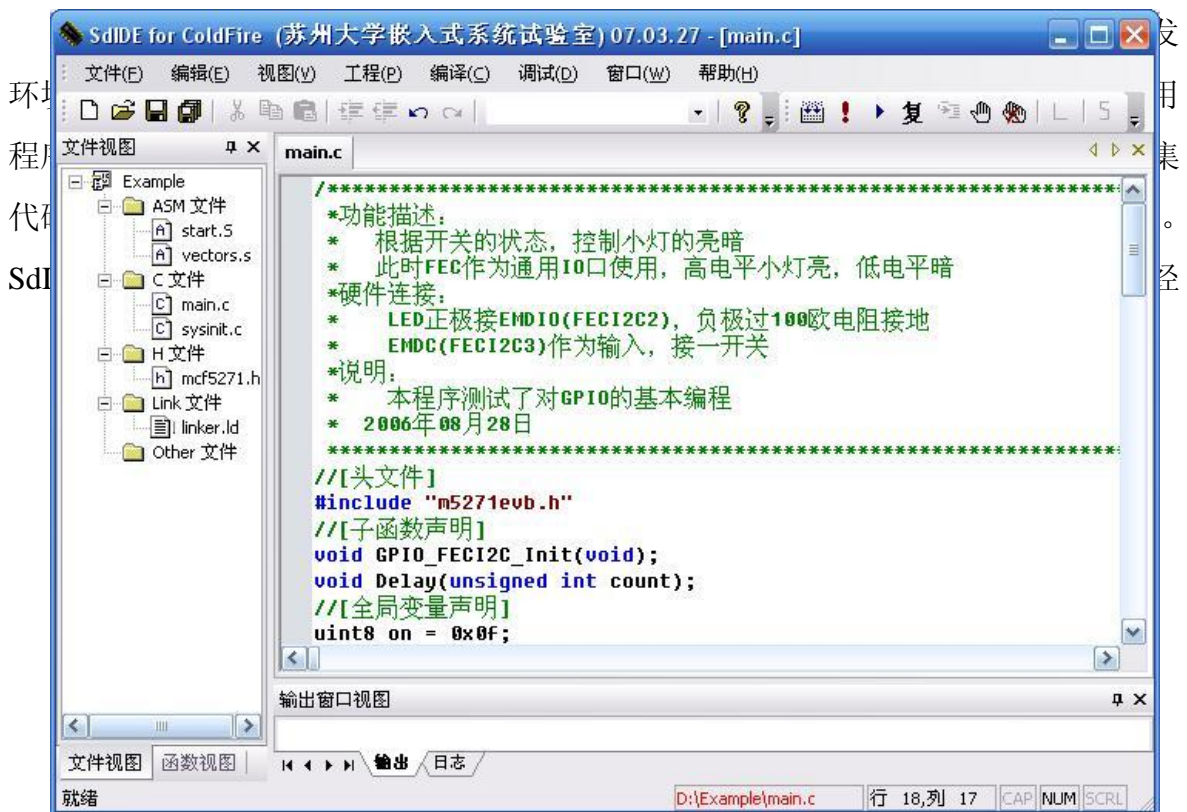 SdIDE for ColdFire (苏州大学嵌入式系统试验室) 07.03.27 - [main.c]
发
文件(F) 编辑(E) 视图(V) 工程(P) 编译(C) 调试(D) 窗口(W) 帮助(H)
环
用
复 L S
程
集
文件视图
main.c
代
。
SdI
经
Example
ASM 文件
start.S
vectors.s
C 文件
main.c
sysinit.c
H 文件
mcf5271.h
Link 文件
linker.ld
Other 文件
/*****************************************************************
*功能描述：
* 根据开关的状态，控制小灯的亮暗
* 此时FEC作为通用IO口使用，高电平小灯亮，低电平暗
*硬件连接：
* LED正极接EMDIO(FECI2C2)，负极过100欧电阻接地
* EMDC(FECI2C3)作为输入，接一开关
*说明：
* 本程序测试了对GPIO的基本编程
* 2006年08月28日
*****************************************************************
//[头文件]
#include "m5271evb.h"
//[子函数声明]
void GPIO_FECI2C_Init(void);
void Delay(unsigned int count);
//[全局变量声明]
uint8 on = 0x0f;
输出窗口视图
文件视图 函数视图
输出 日志
就绪
D:\Example\main.c 行 18,列 17 CAP NUM SCRL